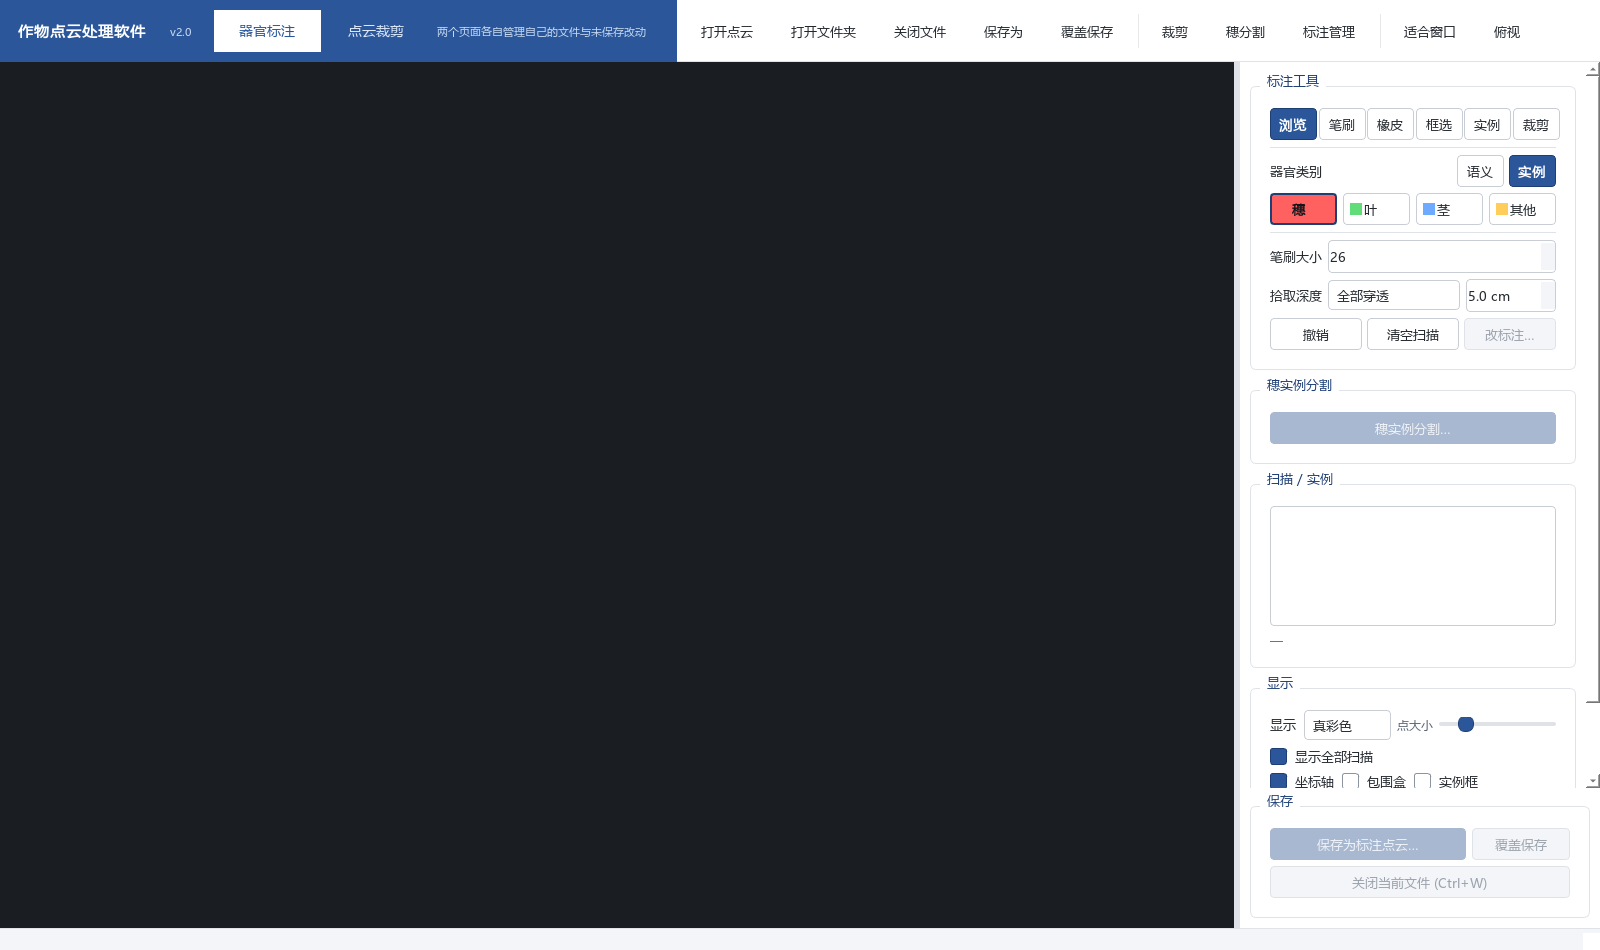 作物点云处理软件 v2.0 器官标注 点云裁剪 两个页面各自管理自己的文件与未保存改动 打开点云 打开文件夹 关闭文件 保存为 覆盖保存 裁剪 穗分割 标注管理 适合窗口 俯视
标注工具
浏览 笔刷 橡皮 框选 实例 裁剪
器官类别 语义 实例
穗 叶 茎 其他
笔刷大小 26
拾取深度 全部穿透 5.0 cm
撤销 清空扫描 改标注...
穗实例分割
穗实例分割...
扫描 / 实例
—
显示
显示 真彩色 点大小
显示全部扫描
坐标轴 包围盒 实例框
保存
保存为标注点云... 覆盖保存
关闭当前文件 (Ctrl+W)